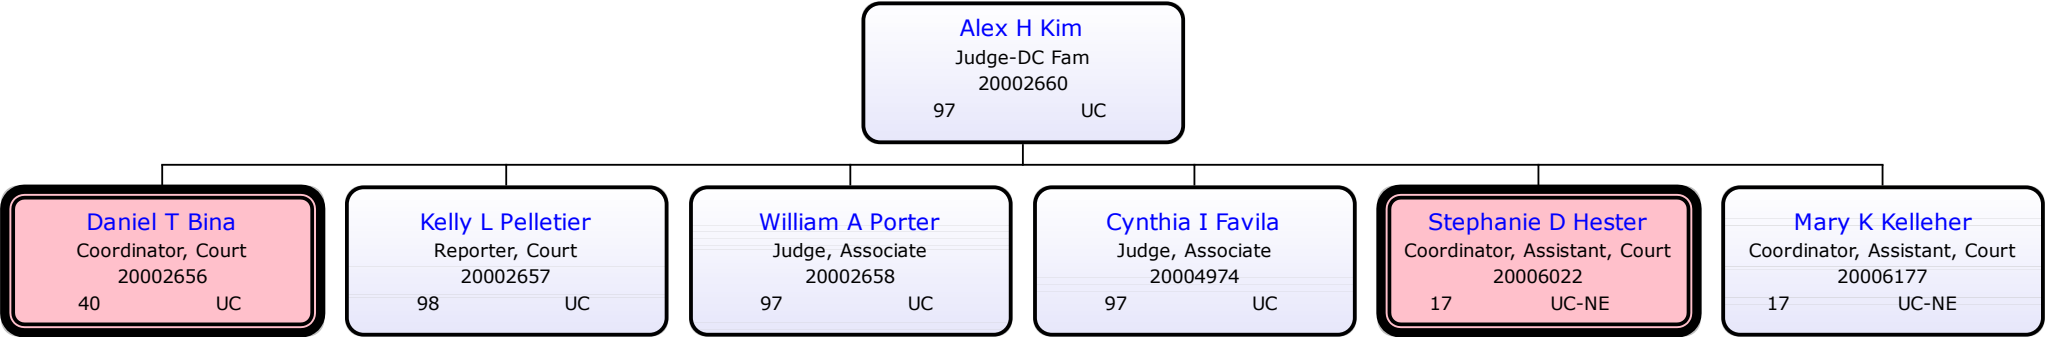 Alex H Kim
Judge-DC Fam
20002660
97 UC
Daniel T Bina
Coordinator, Court
20002656
40 UC
Kelly L Pelletier
Reporter, Court
20002657
98 UC
William A Porter
Judge, Associate
20002658
97 UC
Cynthia I Favila
Judge, Associate
20004974
97 UC
Stephanie D Hester
Coordinator, Assistant, Court
20006022
17 UC-NE
Mary K Kelleher
Coordinator, Assistant, Court
20006177
17 UC-NE